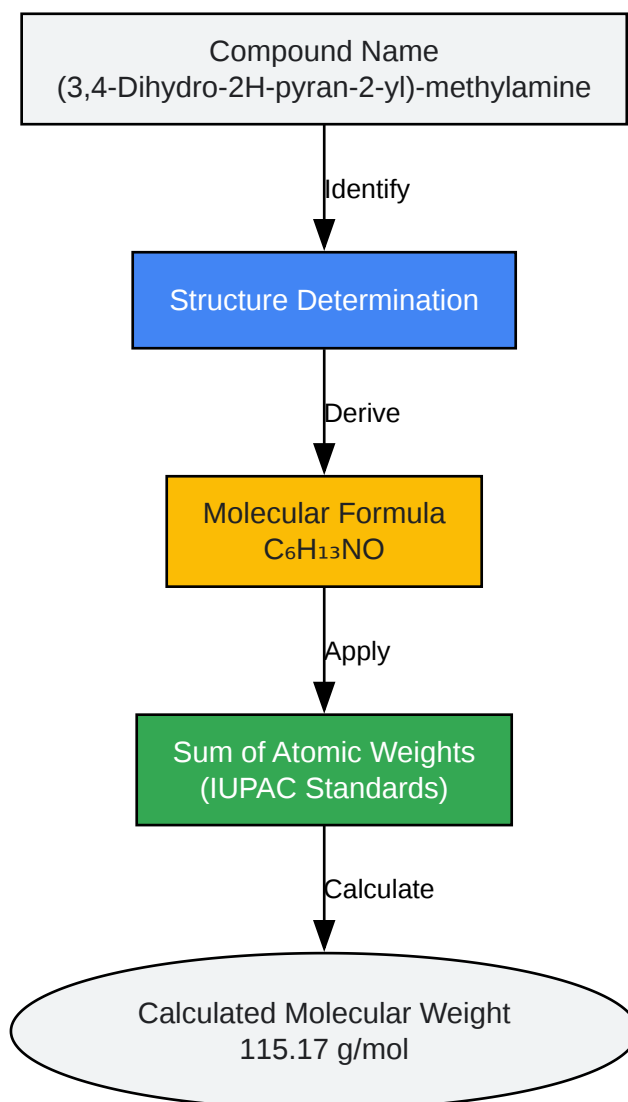 Compound Name
(3,4-Dihydro-2H-pyran-2-yl)-methylamine
Identify
Structure Determination
Derive
Molecular Formula
C₆H₁₃NO
Apply
Sum of Atomic Weights
(IUPAC Standards)
Calculate
Calculated Molecular Weight
115.17 g/mol